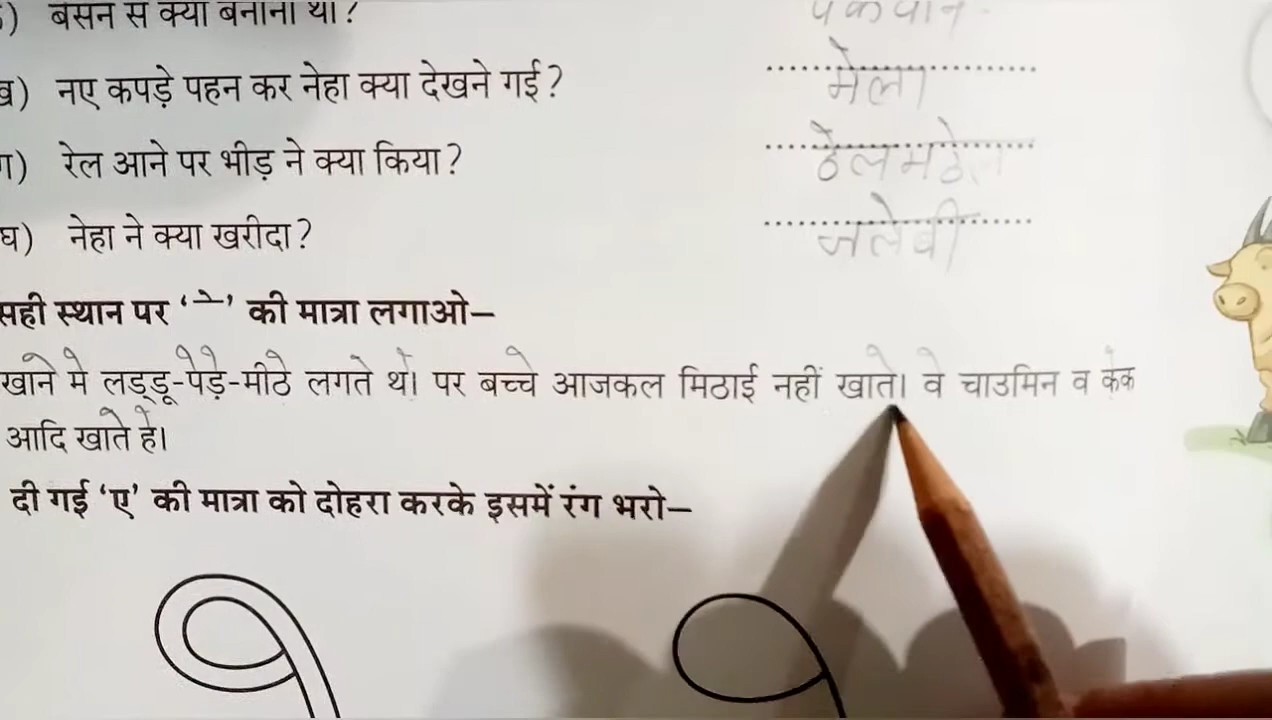 बेसन से क्या बनाना था? पकवान
ख) नए कपड़े पहन कर नेहा क्या देखने गई? मेला
ग) रेल आने पर भीड़ ने क्या किया? ठेलमठेल
घ) नेहा ने क्या खरीदा? जलेबी
सही स्थान पर ‘े’ की मात्रा लगाओ–
खाने मे लड्डू-पेड़े-मीठे लगते थे। पर बच्चे आजकल मिठाई नहीं खाते। वे चाउमिन व केक
आदि खाते हे।
दी गई ‘ए’ की मात्रा को दोहरा करके इसमें रंग भरो–